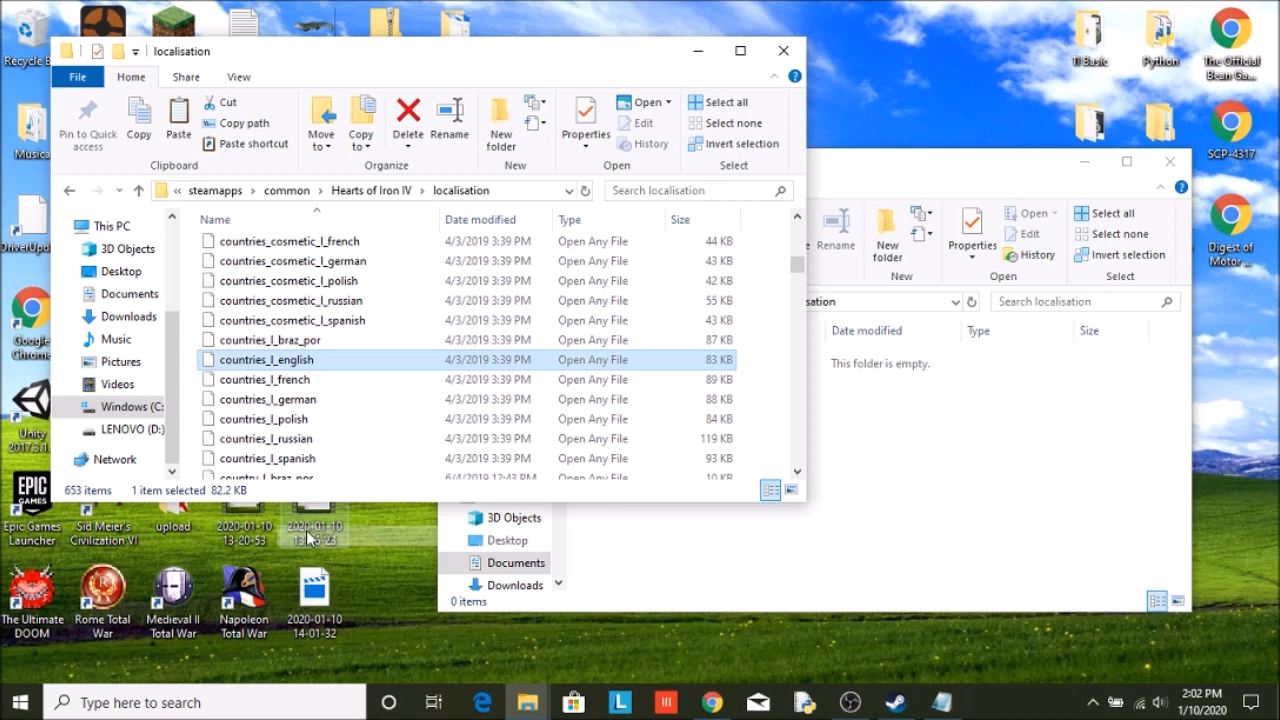 localisation
File
Home
Share
View
Pin to Quick access
Copy
Paste
Cut
Copy path
Paste shortcut
Clipboard
Move to
Copy to
Delete
Rename
Organize
New folder
New
Properties
Open
Edit
History
Open
Select all
Select none
Invert selection
Select
« steamapps > common > Hearts of Iron IV > localisation
Search localisation
This PC
3D Objects
Desktop
Documents
Downloads
Music
Pictures
Videos
Windows (C:
LENOVO (D:)
Network
Name Date modified Type Size
countries_cosmetic_l_french 4/3/2019 3:39 PM Open Any File 44 KB
countries_cosmetic_l_german 4/3/2019 3:39 PM Open Any File 43 KB
countries_cosmetic_l_polish 4/3/2019 3:39 PM Open Any File 42 KB
countries_cosmetic_l_russian 4/3/2019 3:39 PM Open Any File 55 KB
countries_cosmetic_l_spanish 4/3/2019 3:39 PM Open Any File 43 KB
countries_l_braz_por 4/3/2019 3:39 PM Open Any File 87 KB
countries_l_english 4/3/2019 3:39 PM Open Any File 83 KB
countries_l_french 4/3/2019 3:39 PM Open Any File 89 KB
countries_l_german 4/3/2019 3:39 PM Open Any File 88 KB
countries_l_polish 4/3/2019 3:39 PM Open Any File 84 KB
countries_l_russian 4/3/2019 3:39 PM Open Any File 119 KB
countries_l_spanish 4/3/2019 3:39 PM Open Any File 93 KB
country_l_braz_por 6/4/2019 12:43 PM Open Any File 10 KB
653 items 1 item selected 82.2 KB
Rename
New folder
New
Properties
Open
Edit
History
Open
Select all
Select none
Invert selection
Select
Search localisation
Date modified Type Size
This folder is empty.
3D Objects
Desktop
Documents
Downloads
0 items
Musica
Google Chrome
Unity
EPIC GAMES
Epic Games Launcher
Sid Meier's Civilization VI
upload
2020-01-10 13-20-53
2020-01-10
The Ultimate DOOM
Rome Total War
Medieval II Total War
Napoleon Total War
2020-01-10 14-01-32
TI Basic
Python
The Official Bean Ga...
SCP-4317
Digest of Motor ...
Type here to search
2:02 PM
1/10/2020